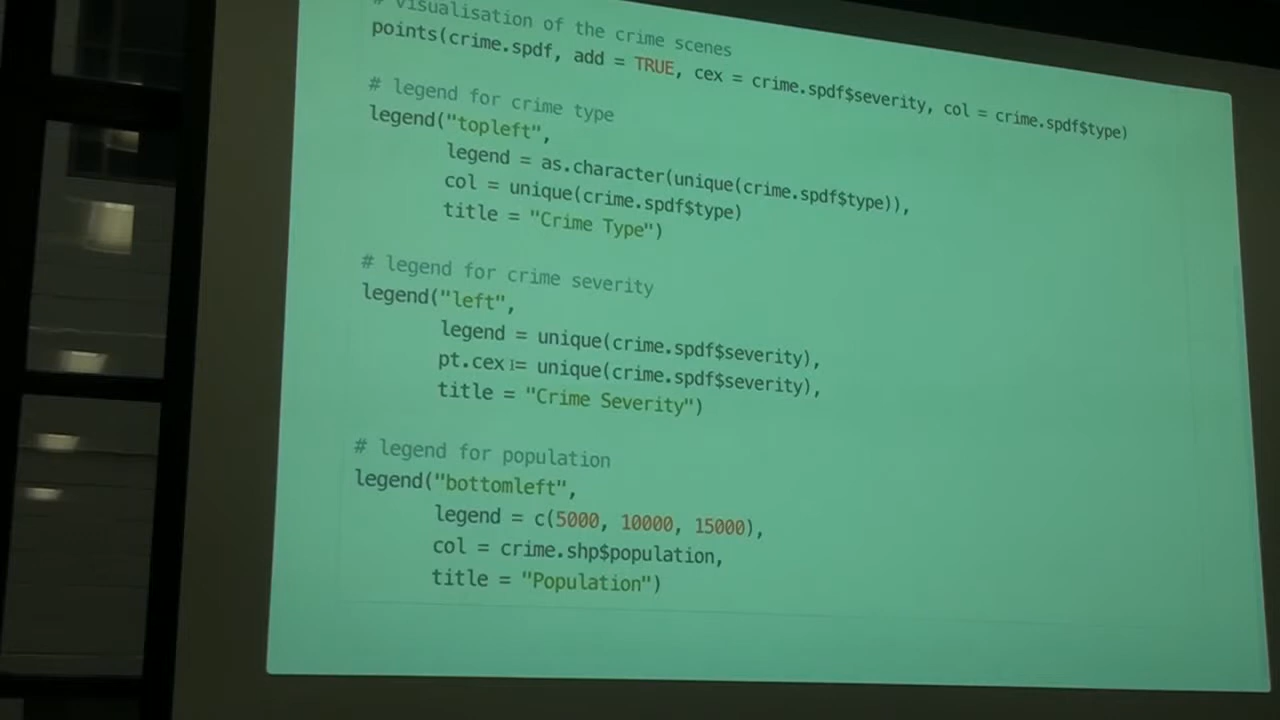 # visualisation of the crime scenes
points(crime.spdf, add = TRUE, cex = crime.spdf$severity, col = crime.spdf$type)
# legend for crime type
legend("topleft",
legend = as.character(unique(crime.spdf$type)),
col = unique(crime.spdf$type)
title = "Crime Type")
# legend for crime severity
legend("left",
legend = unique(crime.spdf$severity),
pt.cex = unique(crime.spdf$severity),
title = "Crime Severity")
# legend for population
legend("bottomleft",
legend = c(5000, 10000, 15000),
col = crime.shp$population,
title = "Population")